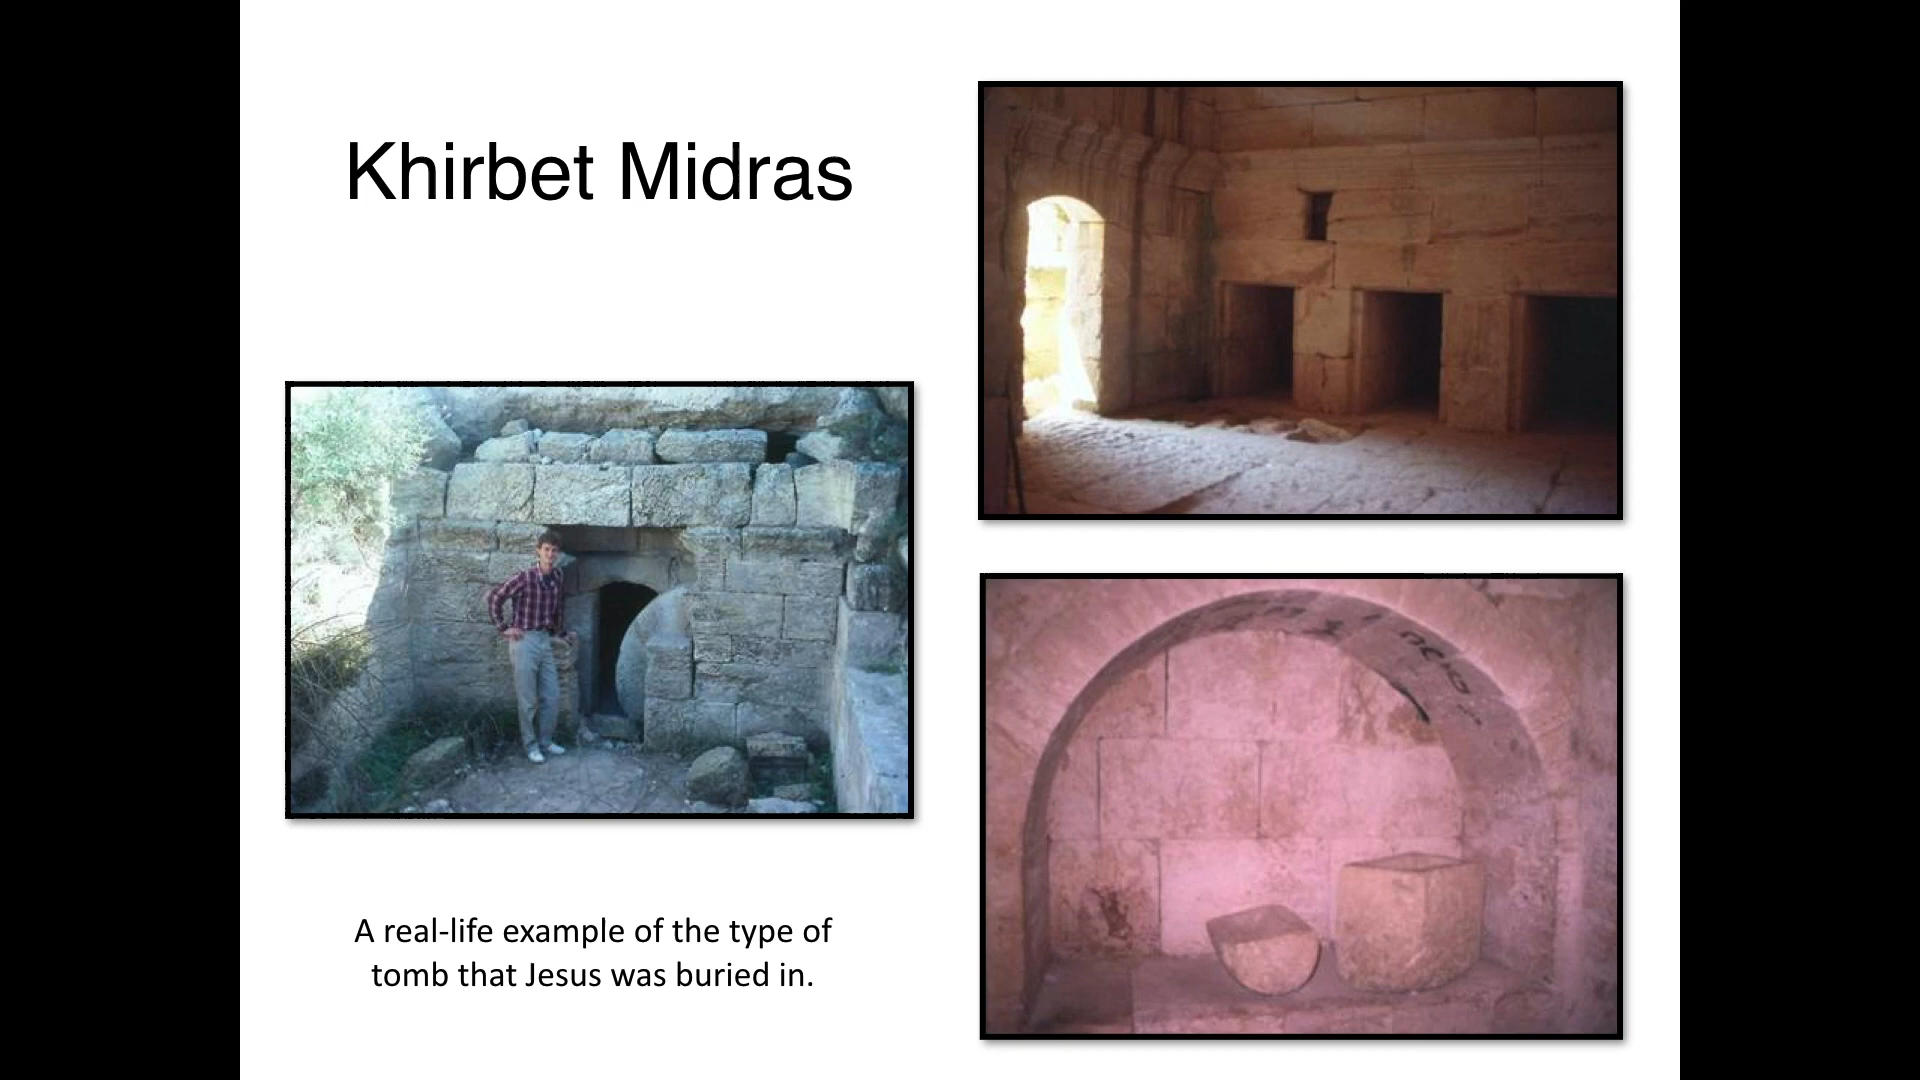 Khirbet Midras
A real-life example of the type of
tomb that Jesus was buried in.